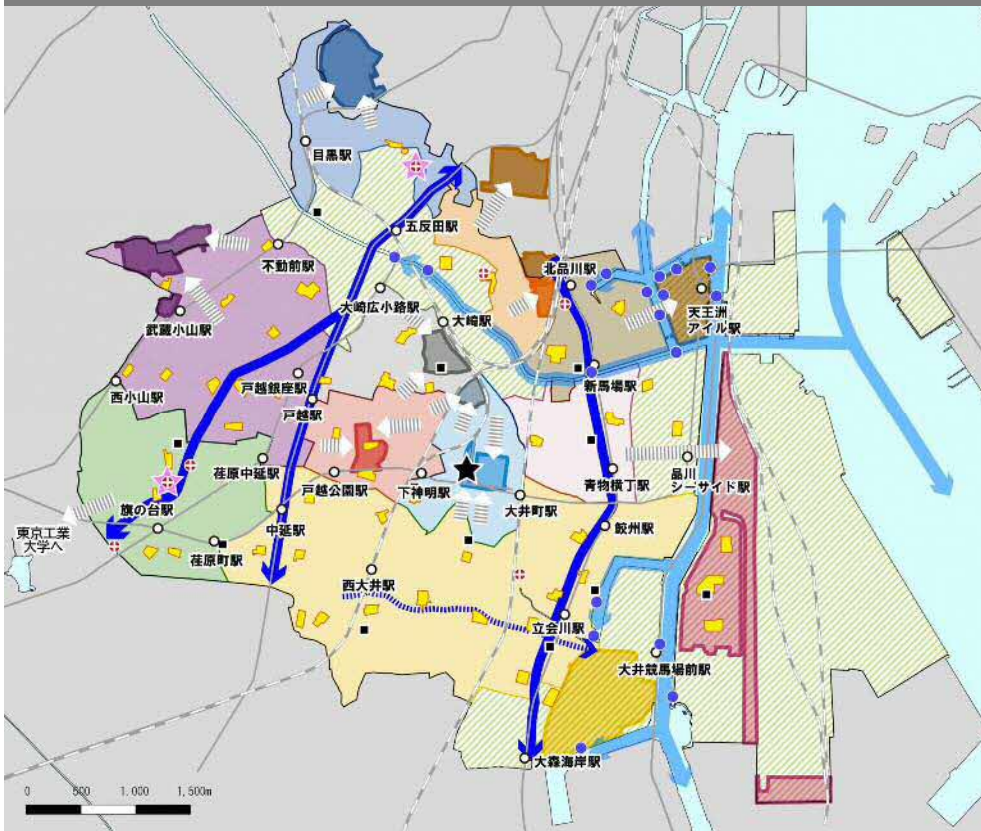 目黒駅
五反田駅
不動前駅
北品川駅
大崎広小路駅
大崎駅
天王洲
アイル駅
武蔵小山駅
新馬場駅
戸越銀座駅
西小山駅
戸越駅
荏原中延駅
戸越公園駅
下神明駅
青物横丁駅
品川
シーサイド駅
大井町駅
旗の台駅
中延駅
鮫州駅
東京工業
大学へ
荏原町駅
西大井駅
立会川駅
大井競馬場前駅
大森海岸駅
0 500 1,000 1,500m